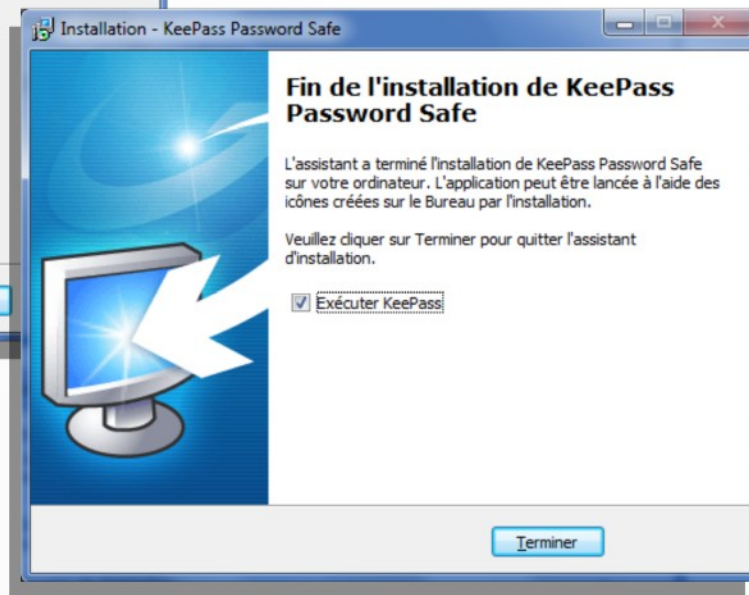 Installation - KeePass Password Safe
Fin de l'installation de KeePass
Password Safe
L'assistant a terminé l'installation de KeePass Password Safe
sur votre ordinateur. L'application peut être lancée à l'aide des
icônes créées sur le Bureau par l'installation.
Veuillez cliquer sur Terminer pour quitter l'assistant
d'installation.
Exécuter KeePass
Terminer